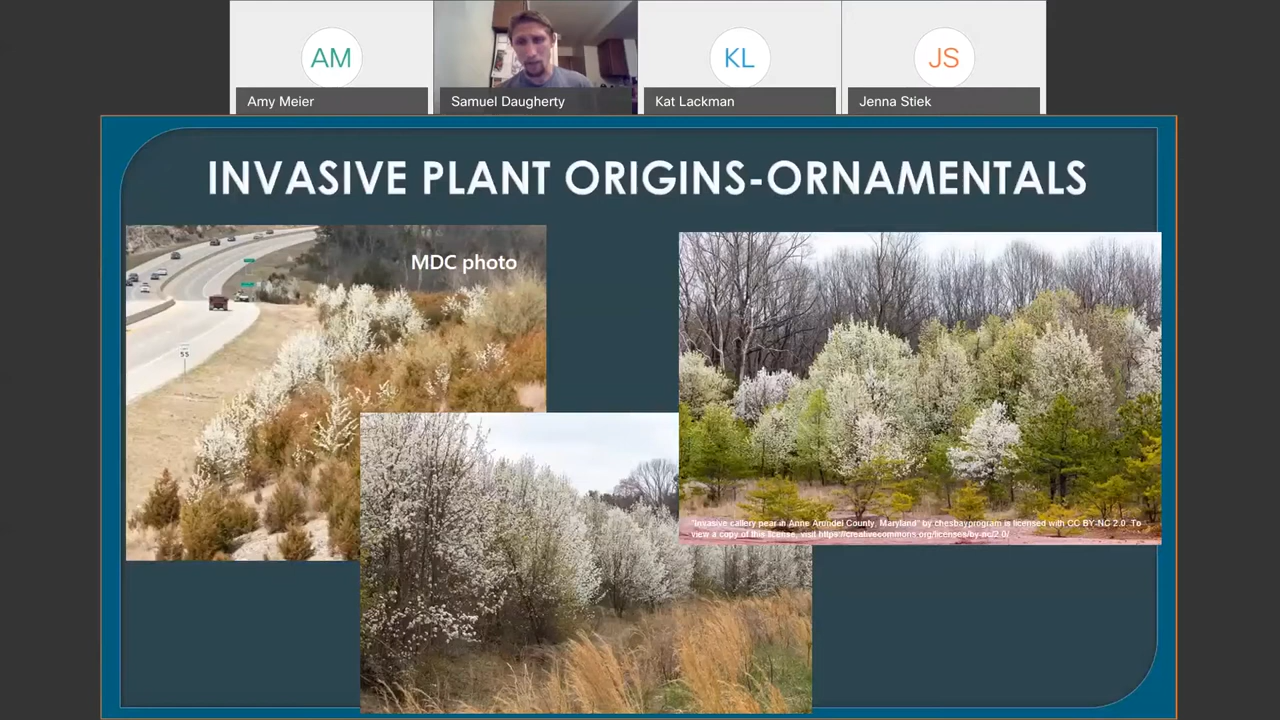 AM
KL
JS
Amy Meier
Samuel Daugherty
Kat Lackman
Jenna Stiek
INVASIVE PLANT ORIGINS-ORNAMENTALS
MDC photo
55
"Invasive callery pear in Anne Arundel County, Maryland" by chesbayprogram is licensed with CC BY-NC 2.0. To
view a copy of this license, visit https://creativecommons.org/licenses/by-nc/2.0/